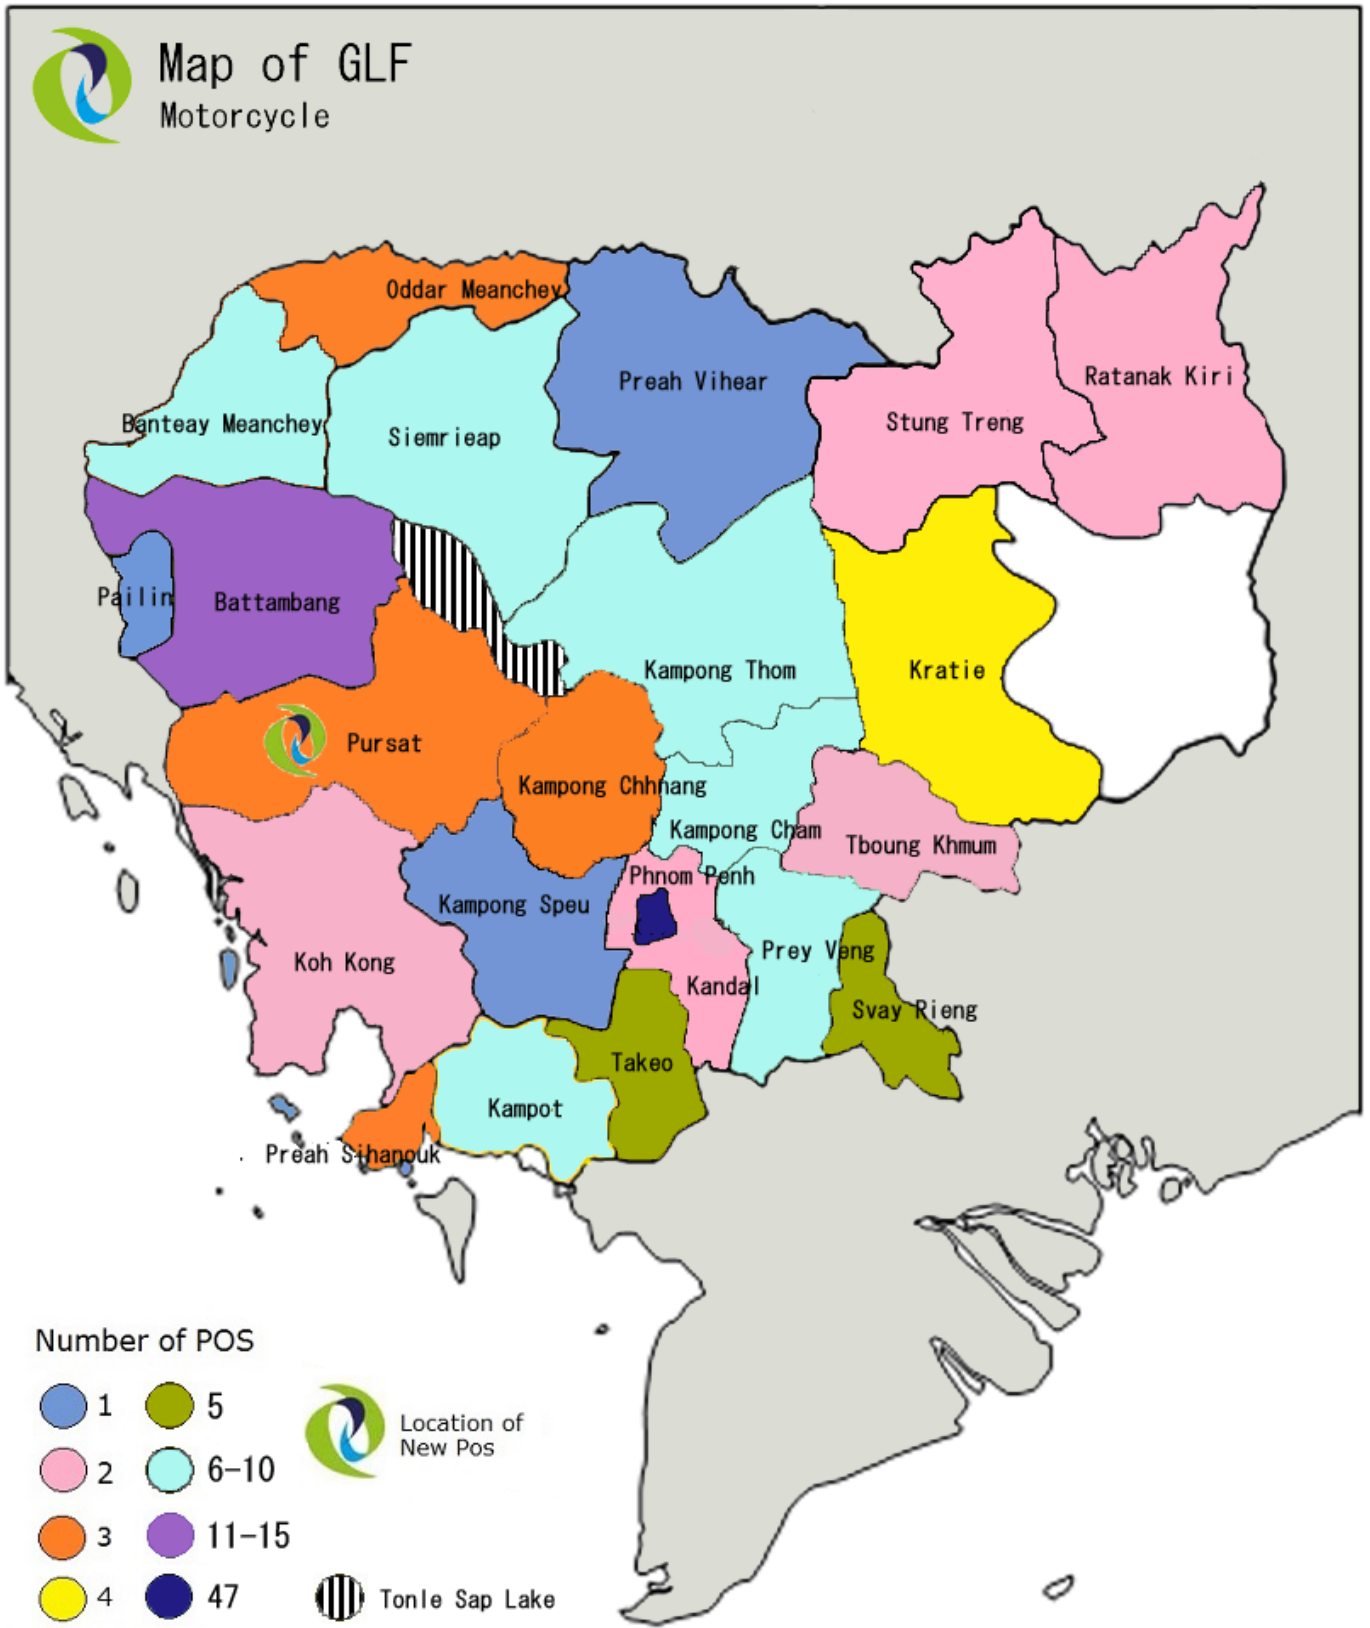 Map of GLF
Motorcycle
Oddar Meanchey
Preah Vihear
Ratanak Kiri
Stung Treng
Banteay Meanchey
Siemrieap
Pailin
Battambang
Kampong Thom
Kratie
Pursat
Kampong Chhnang
Kampong Cham
Tboung Khmum
Phnom Penh
Kampong Speu
Prey Veng
Koh Kong
Kandal
Svay Rieng
Takeo
Kampot
Preah Sihanouk
Number of POS
1
5
2
6-10
3
11-15
4
47
Location of
New Pos
Tonle Sap Lake